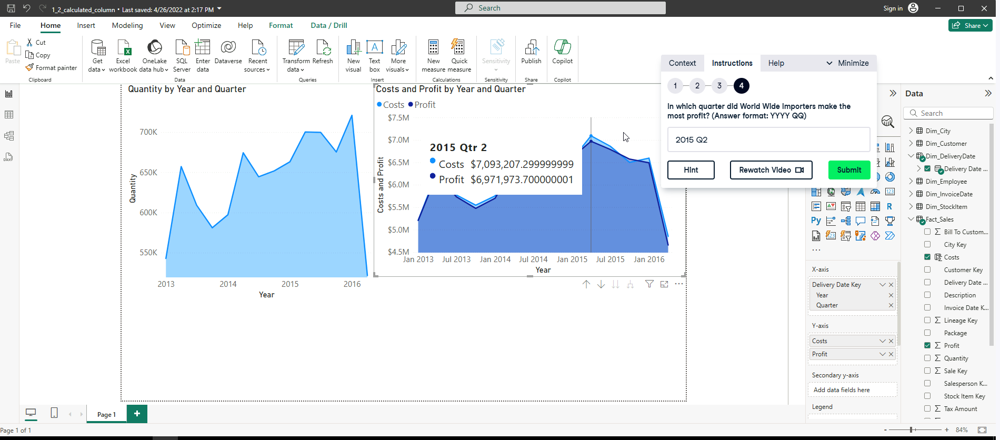 1_2_calculated_column • Last saved: 4/26/2022 at 2:17 PM
Search
Sign in
File Home Insert Modeling View Optimize Help Format Data / Drill
Share
Paste
Cut
Copy
Format painter
Clipboard
Get data
Excel workbook
OneLake data hub
SQL Server
Enter data
Dataverse
Recent sources
Data
Transform data
Refresh
Queries
New visual
Text box
More visuals
Insert
New measure
Quick measure
Calculations
Sensitivity
Sensitivity
Publish
Share
Copilot
Copilot
Context Instructions Help Minimize
1 2 3 4
In which quarter did World Wide Importers make the
most profit? (Answer format: YYYY QQ)
2015 Q2
Hint Rewatch Video Submit
Quantity by Year and Quarter
700K
650K
600K
550K
Quantity
2013 2014 2015 2016
Year
Costs and Profit by Year and Quarter
Costs Profit
$7.5M
$7.0M
$6.5M
$6.0M
$5.5M
$5.0M
$4.5M
Costs and Profit
2015 Qtr 2
Costs $7,093,207.299999999
Profit $6,971,973.700000001
Jan 2013 Jul 2013 Jan 2014 Jul 2014 Jan 2015 Jul 2015 Jan 2016
Year
123
R
Py
123
...
X-axis
Delivery Date Key
Year
Quarter
Y-axis
Costs
Profit
Secondary y-axis
Add data fields here
Legend
Data
Search
Dim_City
Dim_Customer
Dim_DeliveryDate
Delivery Date ...
Dim_Employee
Dim_InvoiceDate
Dim_StockItem
Fact_Sales
Bill To Custom...
City Key
Costs
Customer Key
Delivery Date ...
Description
Invoice Date K...
Lineage Key
Package
Profit
Quantity
Sale Key
Salesperson K...
Stock Item Key
Tax Amount
DAX
Page 1
+
Page 1 of 1
- + 84%